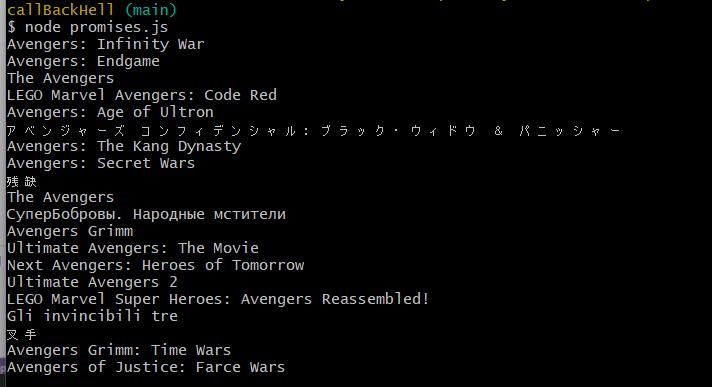 callBackHell (main)
$ node promises.js
Avengers: Infinity War
Avengers: Endgame
The Avengers
LEGO Marvel Avengers: Code Red
Avengers: Age of Ultron
アベンジャーズ コンフィデンシャル: ブラック・ウィドウ & パニッシャー
Avengers: The Kang Dynasty
Avengers: Secret Wars
残缺
The Avengers
СуперБобровы. Народные мстители
Avengers Grimm
Ultimate Avengers: The Movie
Next Avengers: Heroes of Tomorrow
Ultimate Avengers 2
LEGO Marvel Super Heroes: Avengers Reassembled!
Gli invincibili tre
叉手
Avengers Grimm: Time Wars
Avengers of Justice: Farce Wars